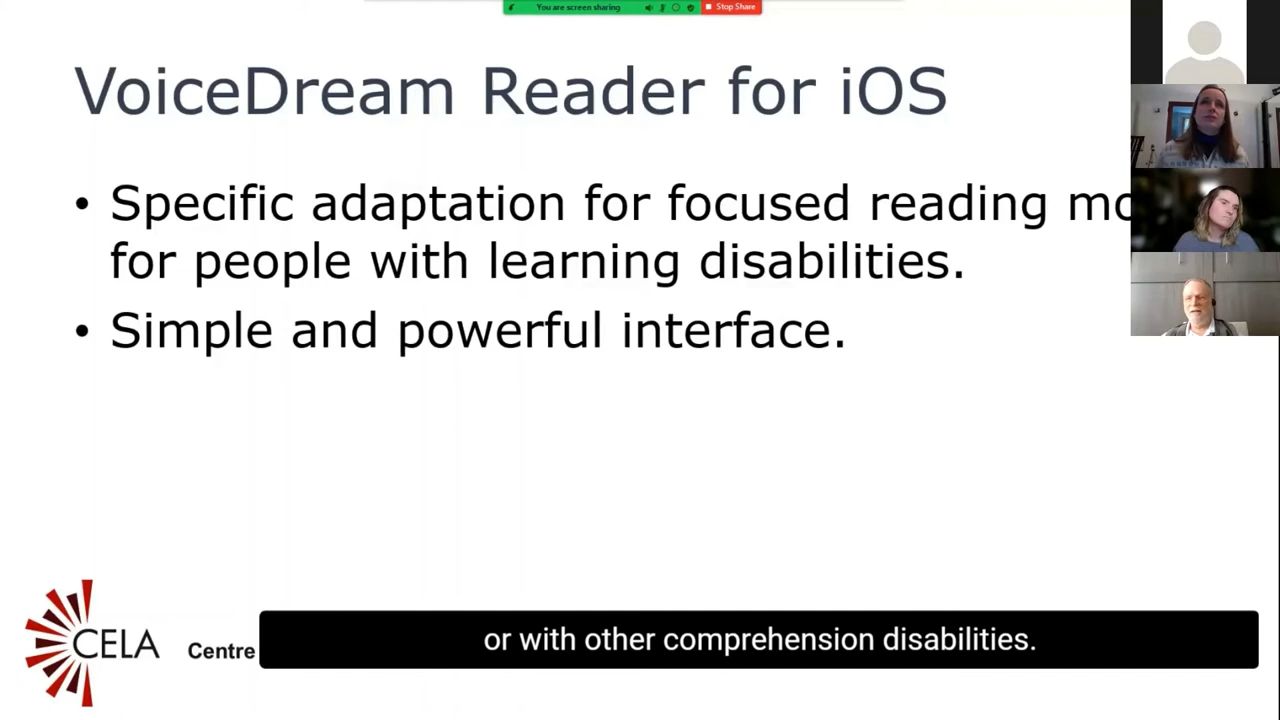 You are screen sharing
Stop Share
VoiceDream Reader for iOS
• Specific adaptation for focused reading mo
for people with learning disabilities.
• Simple and powerful interface.
CELA
Centre
or with other comprehension disabilities.